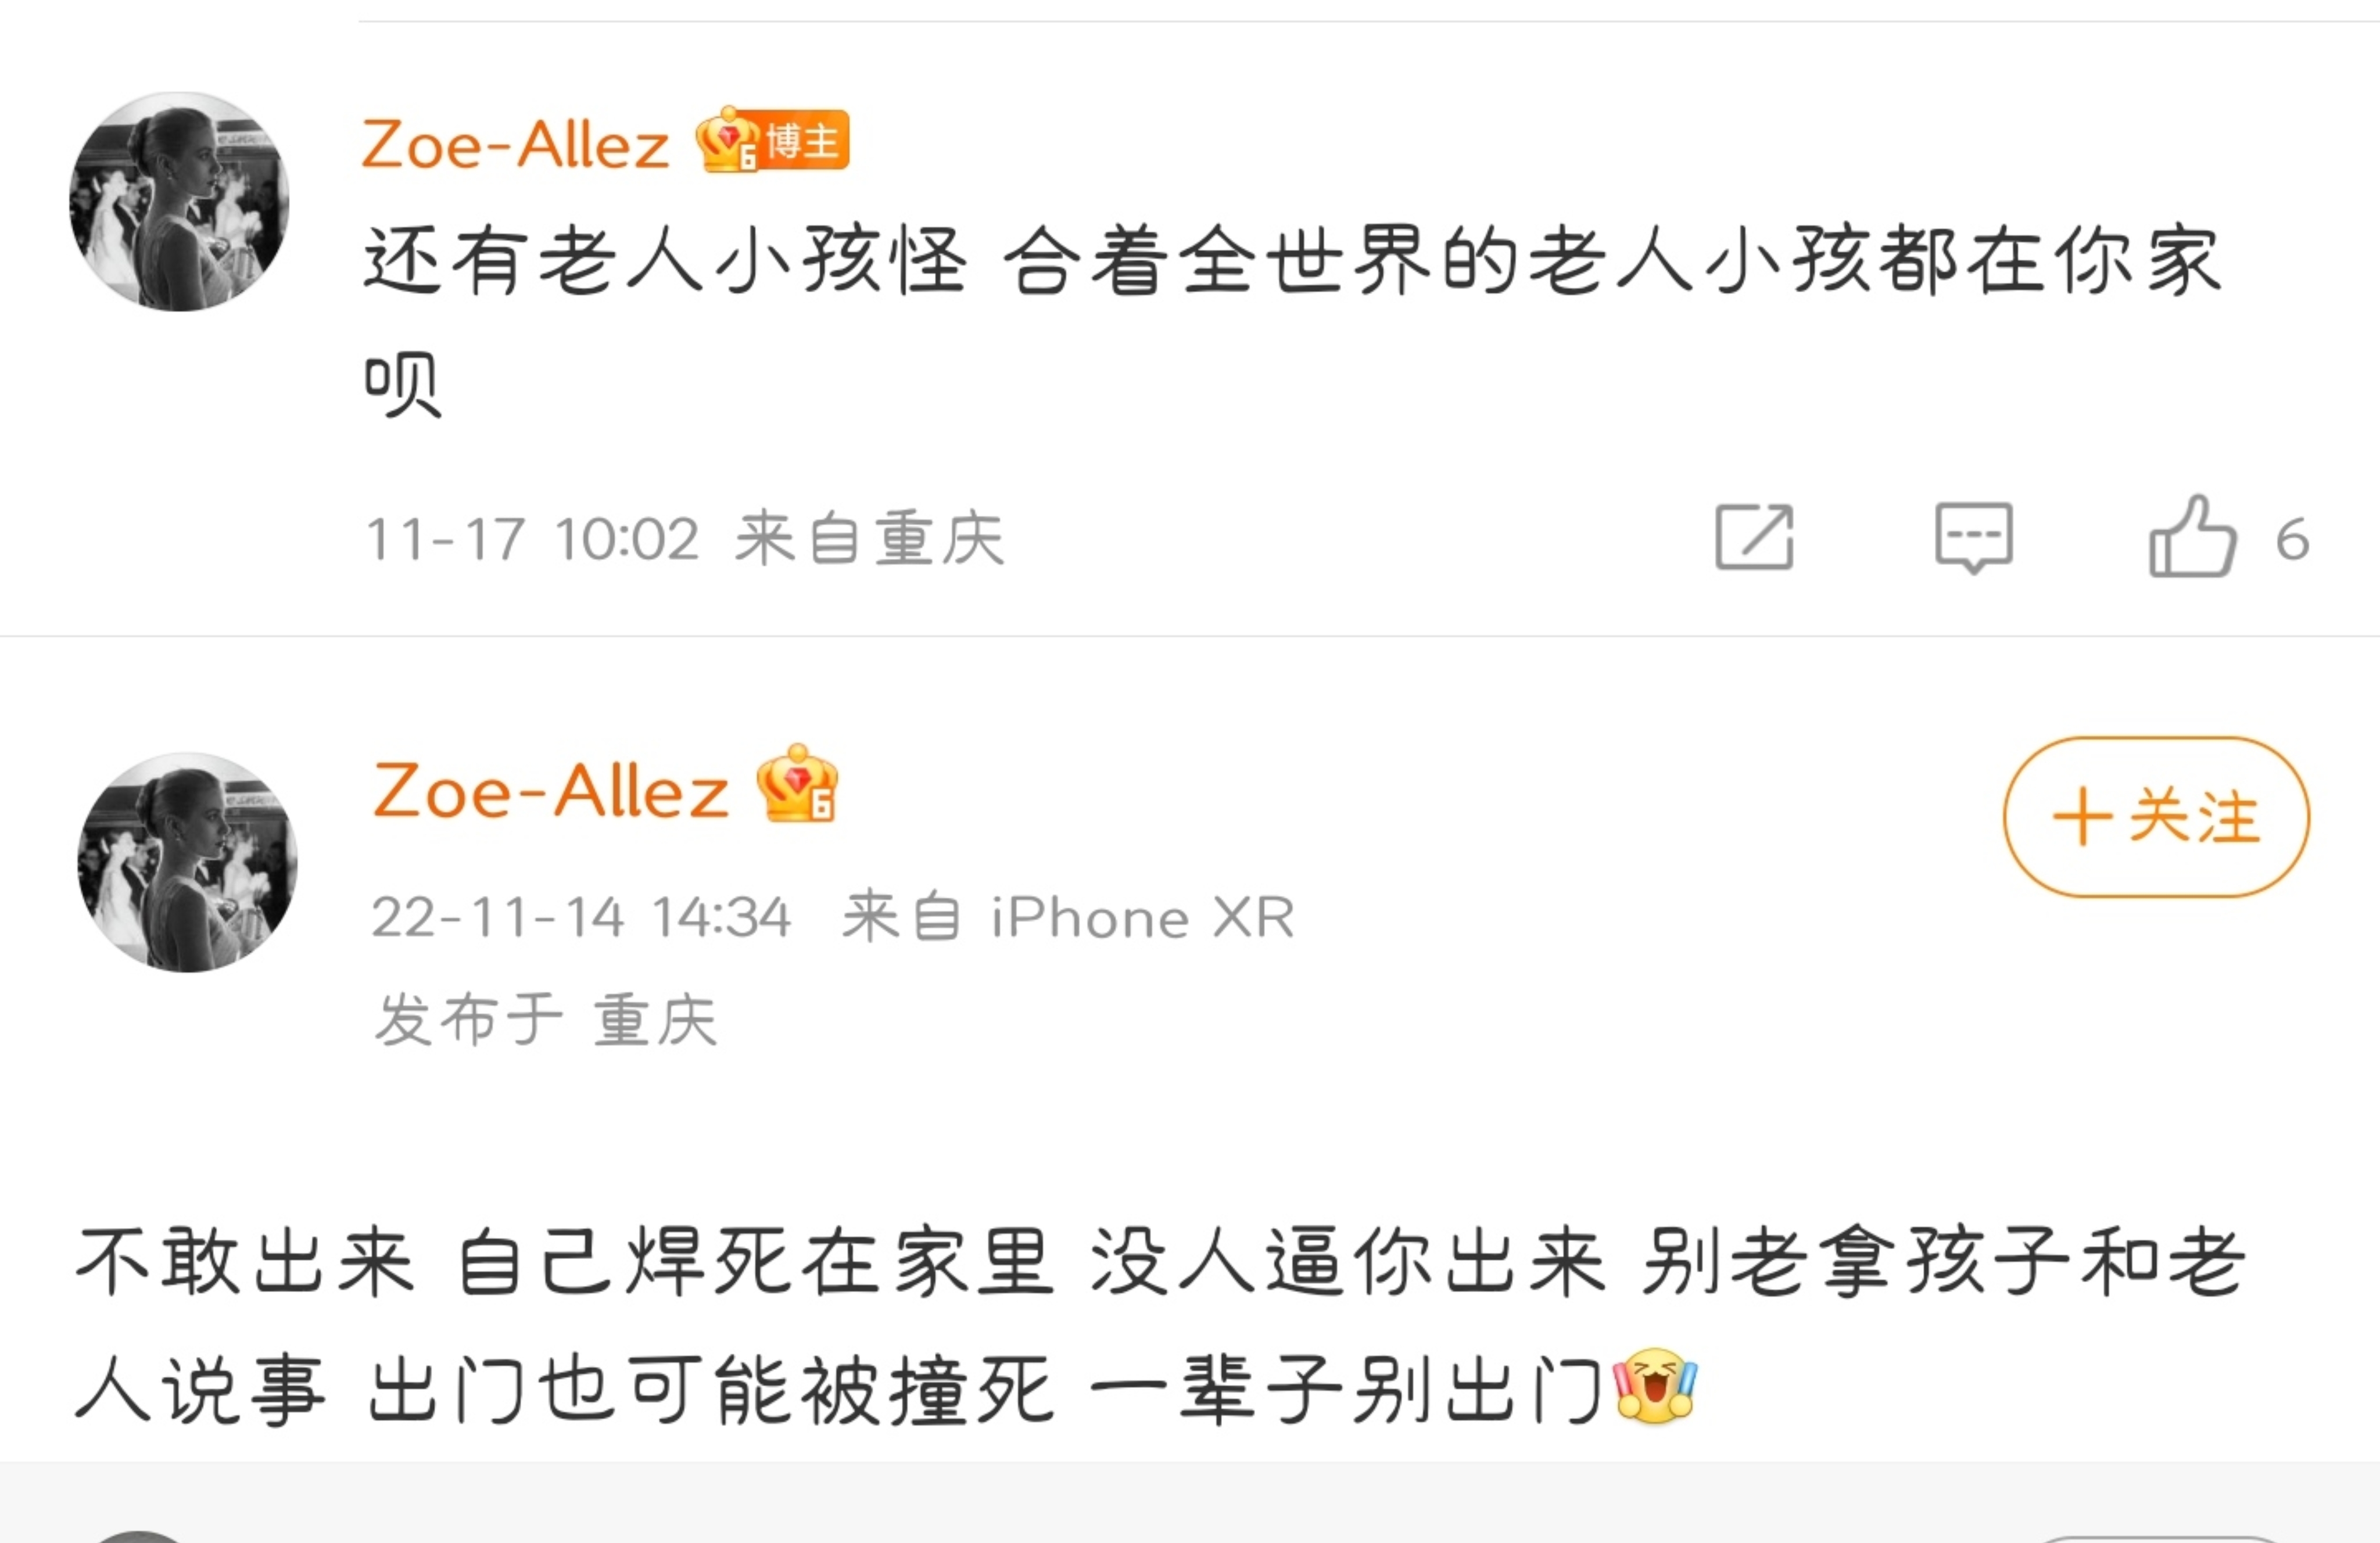 Zoe-Allez 6 博主
还有老人小孩怪 合着全世界的老人小孩都在你家
呗
11-17 10:02 来自重庆 6
Zoe-Allez 6
+关注
22-11-14 14:34 来自 iPhone XR
发布于 重庆
不敢出来 自己焊死在家里 没人逼你出来 别老拿孩子和老
人说事 出门也可能被撞死 一辈子别出门